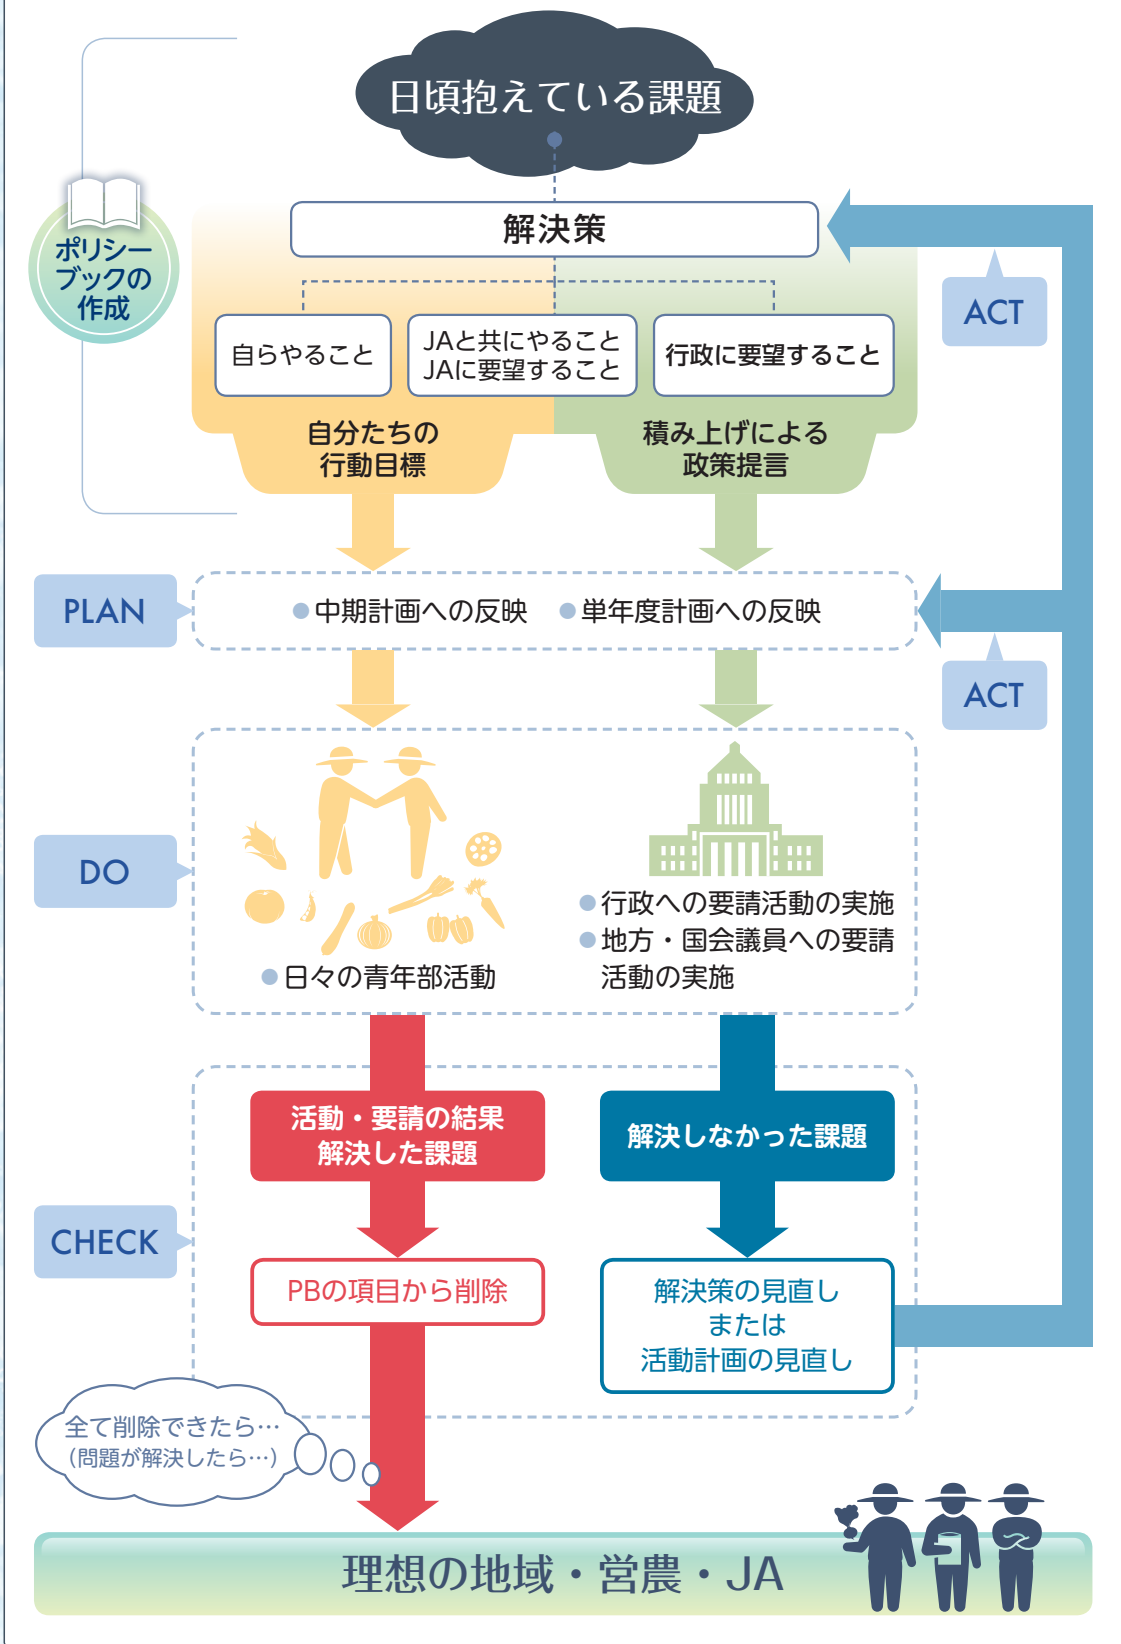 日頃抱えている課題
解決策
ポリシー
ブックの
作成
ACT
自らやること
JAと共にやること
JAに要望すること
行政に要望すること
自分たちの
行動目標
積み上げによる
政策提言
PLAN
●中期計画への反映
●単年度計画への反映
ACT
DO
●日々の青年部活動
●行政への要請活動の実施
●地方・国会議員への要請
活動の実施
CHECK
活動・要請の結果
解決した課題
解決しなかった課題
PBの項目から削除
解決策の見直し
または
活動計画の見直し
全て削除できたら…
（問題が解決したら…）
理想の地域・営農・JA